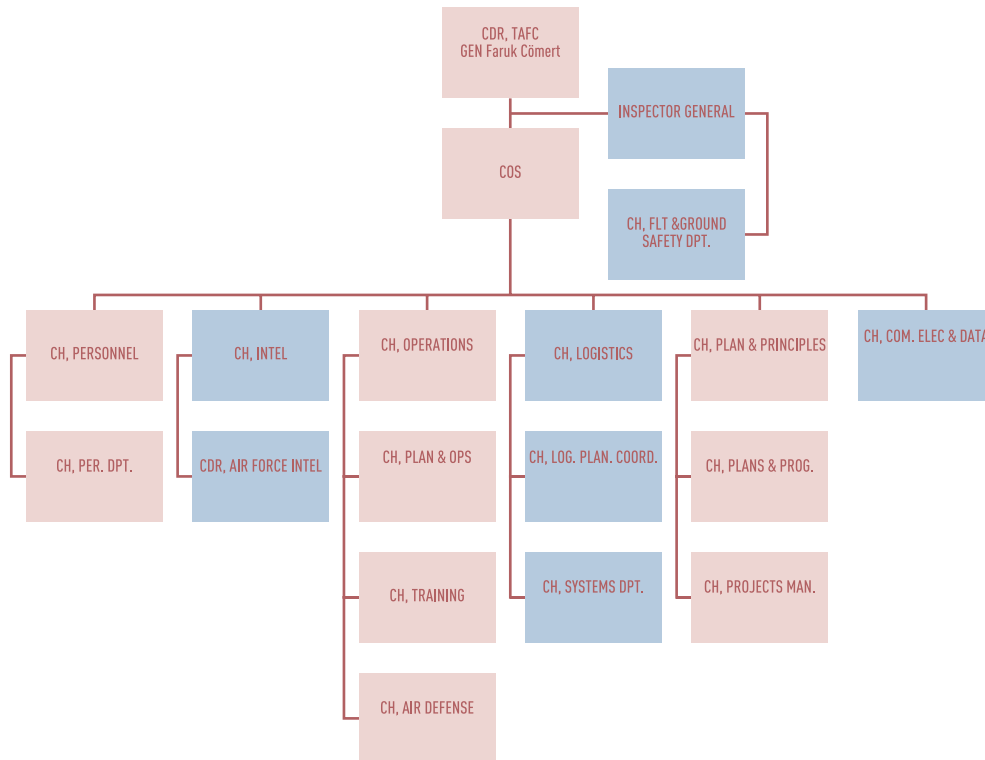 CDR, TAFC
GEN Faruk Cömert
INSPECTOR GENERAL
COS
CH, FLT &GROUND
SAFETY DPT.
CH, PERSONNEL
CH, INTEL
CH, OPERATIONS
CH, LOGISTICS
CH, PLAN & PRINCIPLES
CH, COM. ELEC & DATA
CH, PER. DPT.
CDR, AIR FORCE INTEL
CH, PLAN & OPS
CH, LOG. PLAN. COORD.
CH, PLANS & PROG.
CH, TRAINING
CH, SYSTEMS DPT.
CH, PROJECTS MAN.
CH, AIR DEFENSE